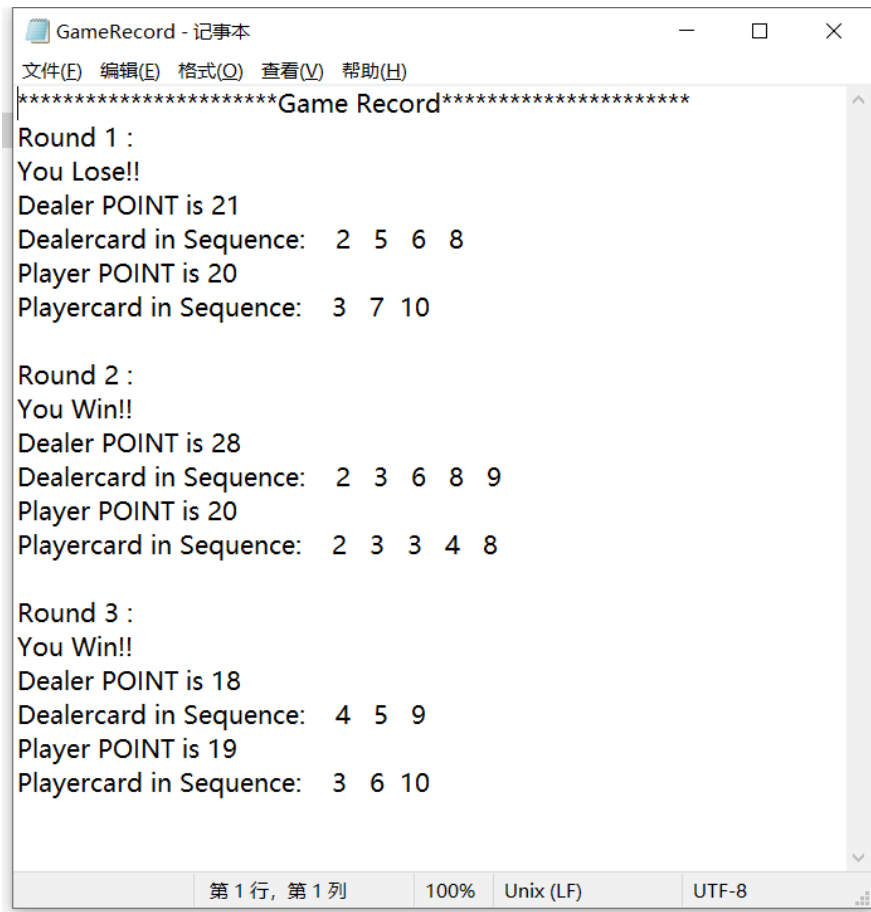 GameRecord - 记事本
文件(F) 编辑(E) 格式(O) 查看(V) 帮助(H)
***********************Game Record**********************
Round 1 :
You Lose!!
Dealer POINT is 21
Dealercard in Sequence:    2   5   6   8
Player POINT is 20
Playercard in Sequence:    3   7  10

Round 2 :
You Win!!
Dealer POINT is 28
Dealercard in Sequence:    2   3   6   8   9
Player POINT is 20
Playercard in Sequence:    2   3   3   4   8

Round 3 :
You Win!!
Dealer POINT is 18
Dealercard in Sequence:    4   5   9
Player POINT is 19
Playercard in Sequence:    3   6  10
第 1 行，第 1 列 100% Unix (LF) UTF-8